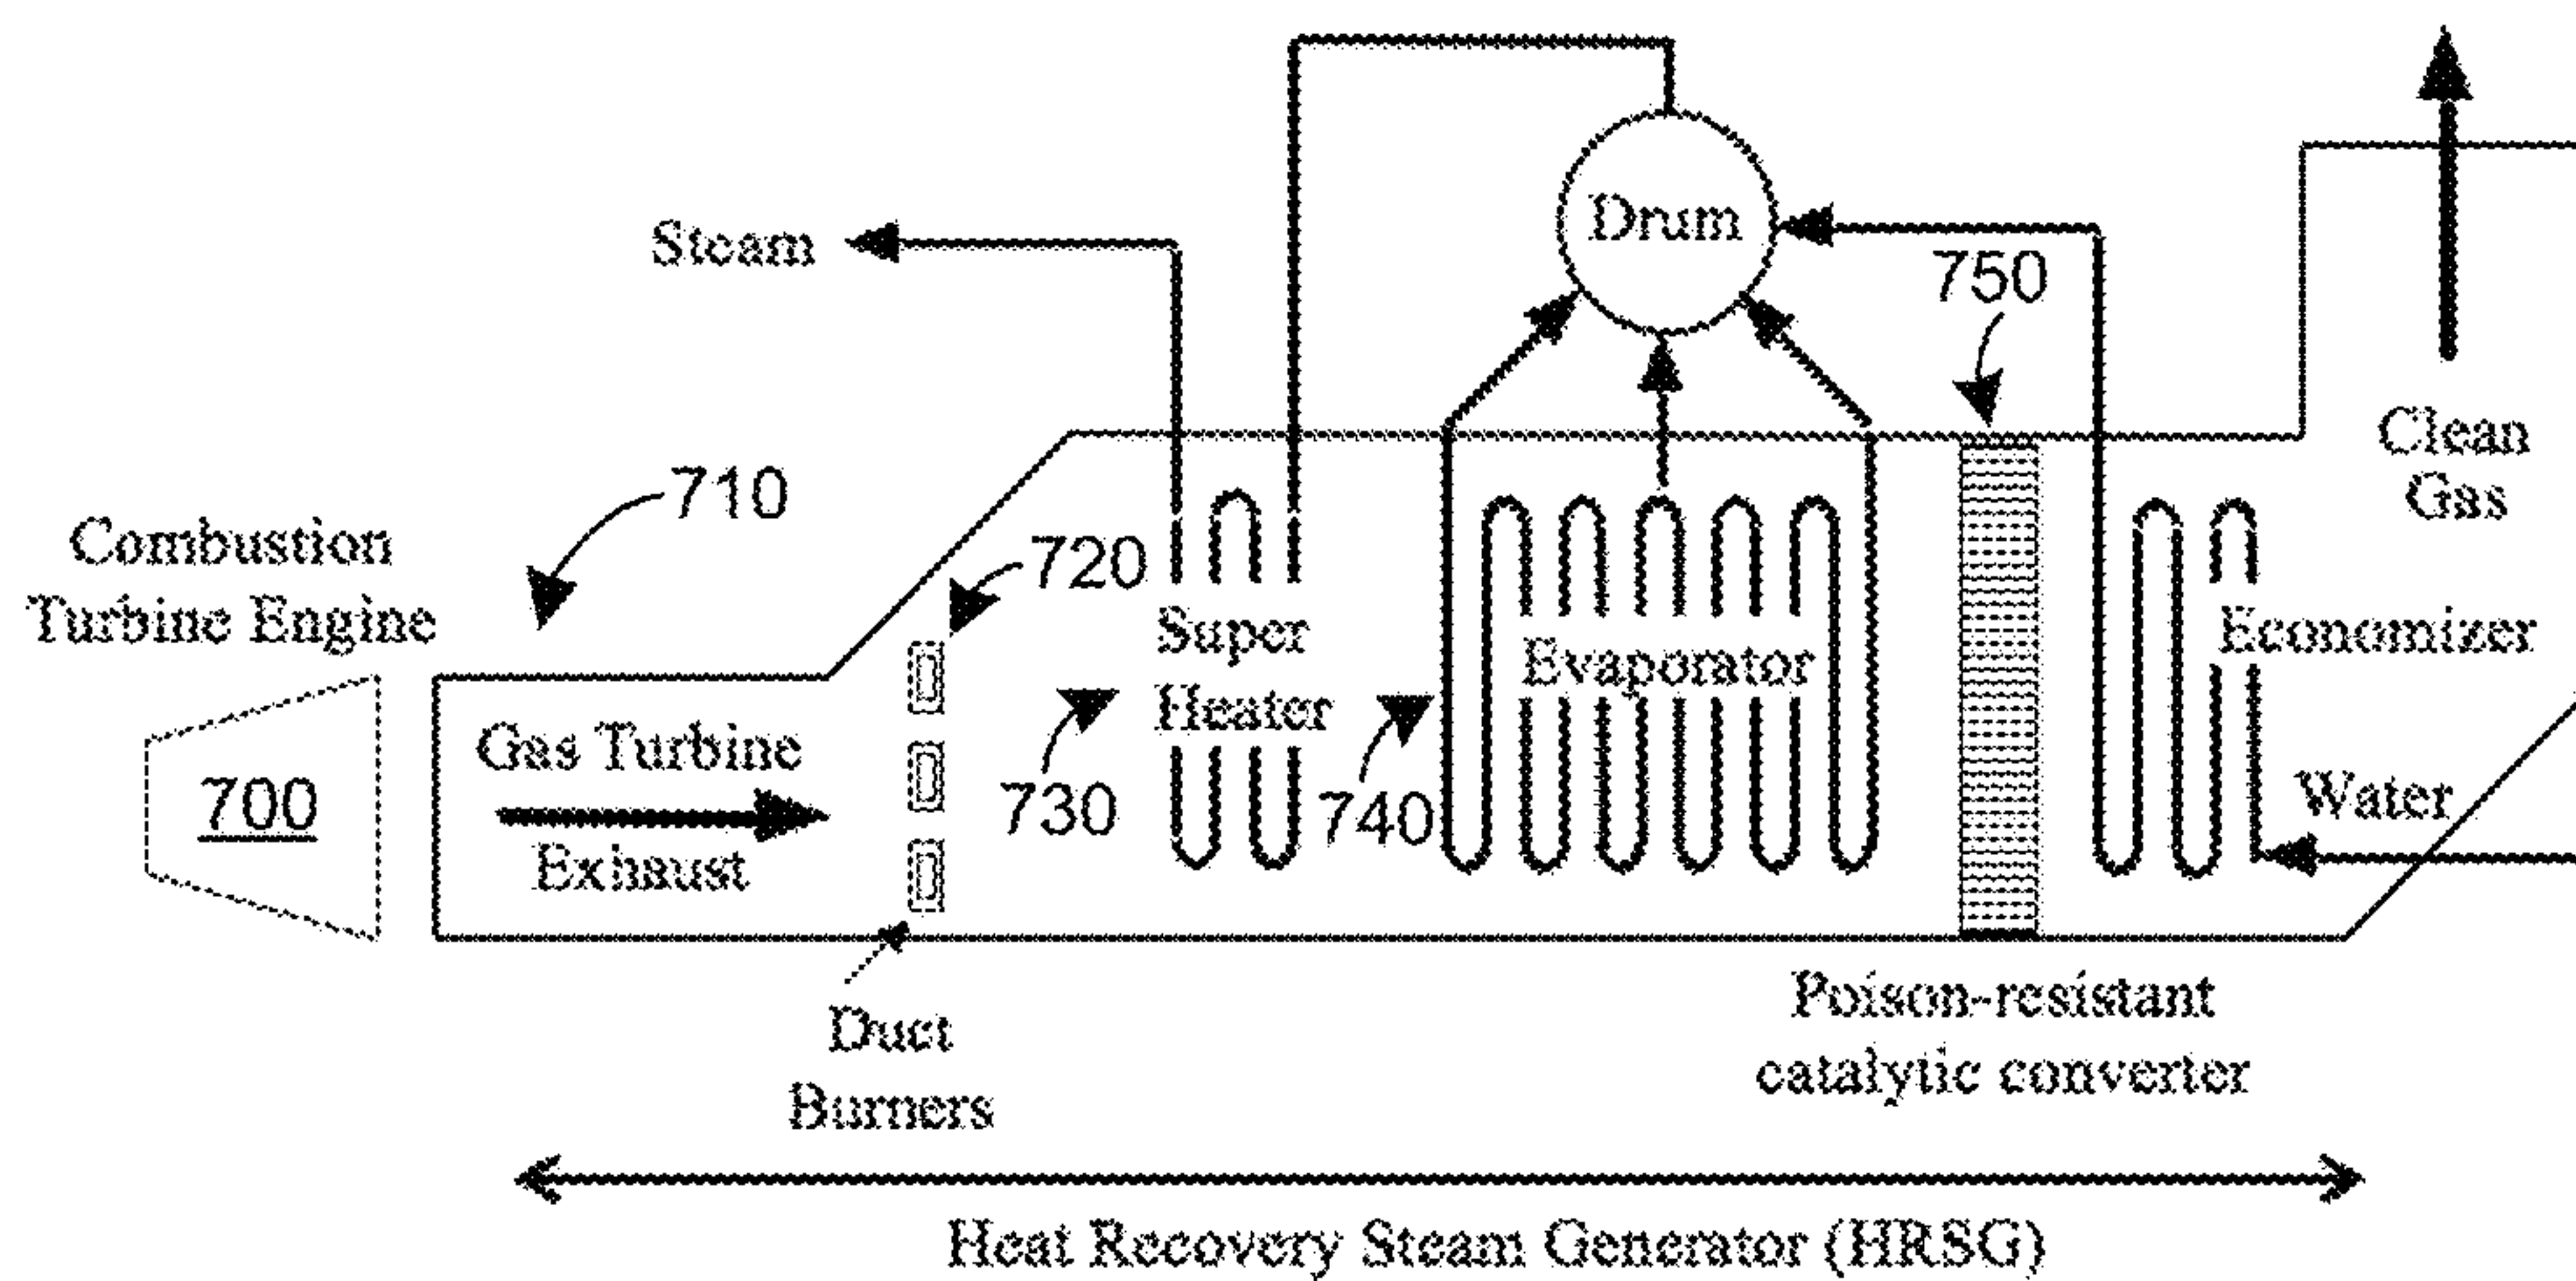 Drum
Steam
750
Clean
Gas
710
Combustion
Turbine Engine
720
Super
Heater
Evaporator
Economizer
Gas Turbine
Exhaust
700
730
740
Water
Duct
Burners
Poison-resistant
catalytic converter
Heat Recovery Steam Generator (HRSG)